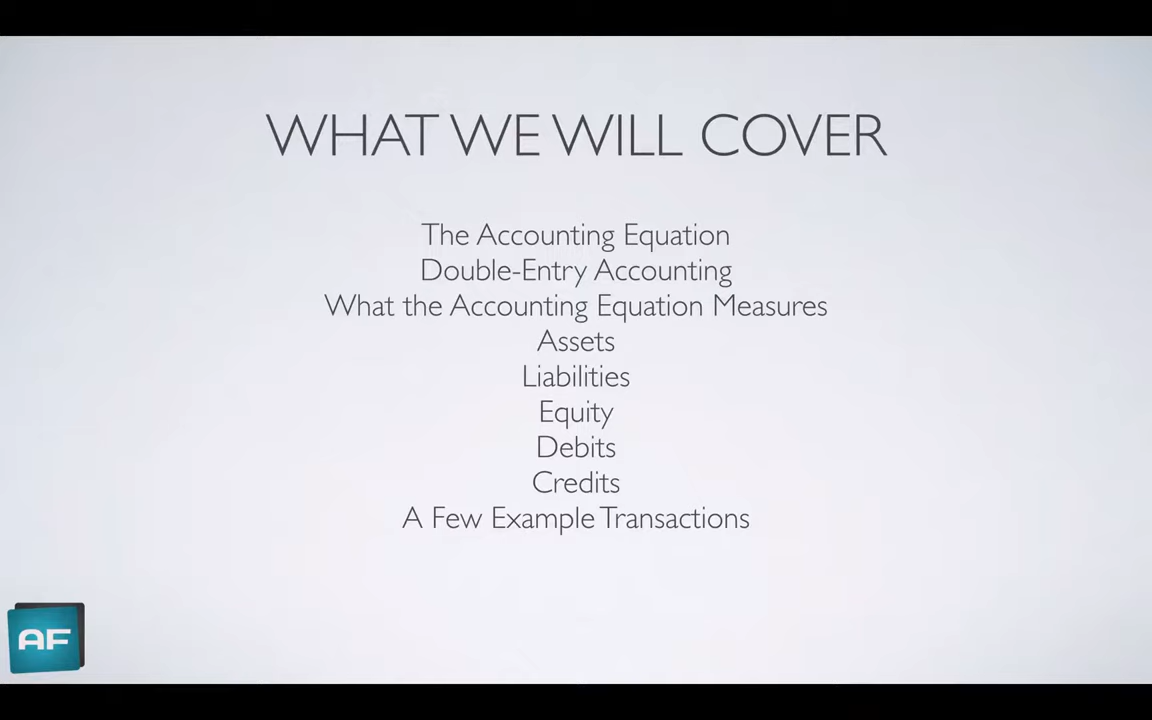 WHAT WE WILL COVER
The Accounting Equation
Double-Entry Accounting
What the Accounting Equation Measures
Assets
Liabilities
Equity
Debits
Credits
A Few Example Transactions
AF